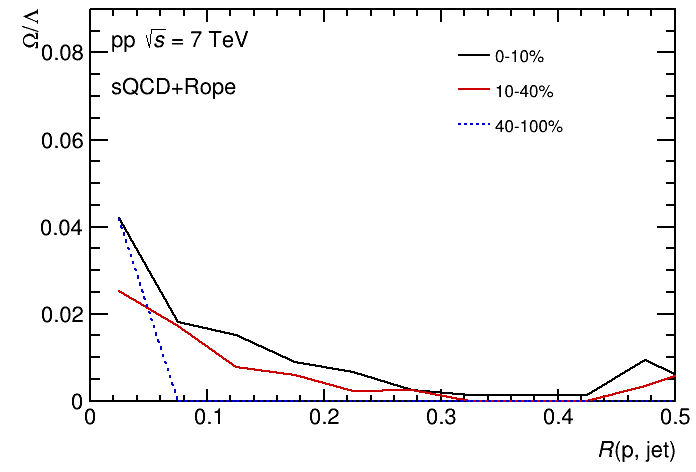 Ω/Λ
pp √s = 7 TeV
sQCD+Rope
0-10%
10-40%
40-100%
0.08
0.06
0.04
0.02
0
0 0.1 0.2 0.3 0.4 0.5
R(p, jet)